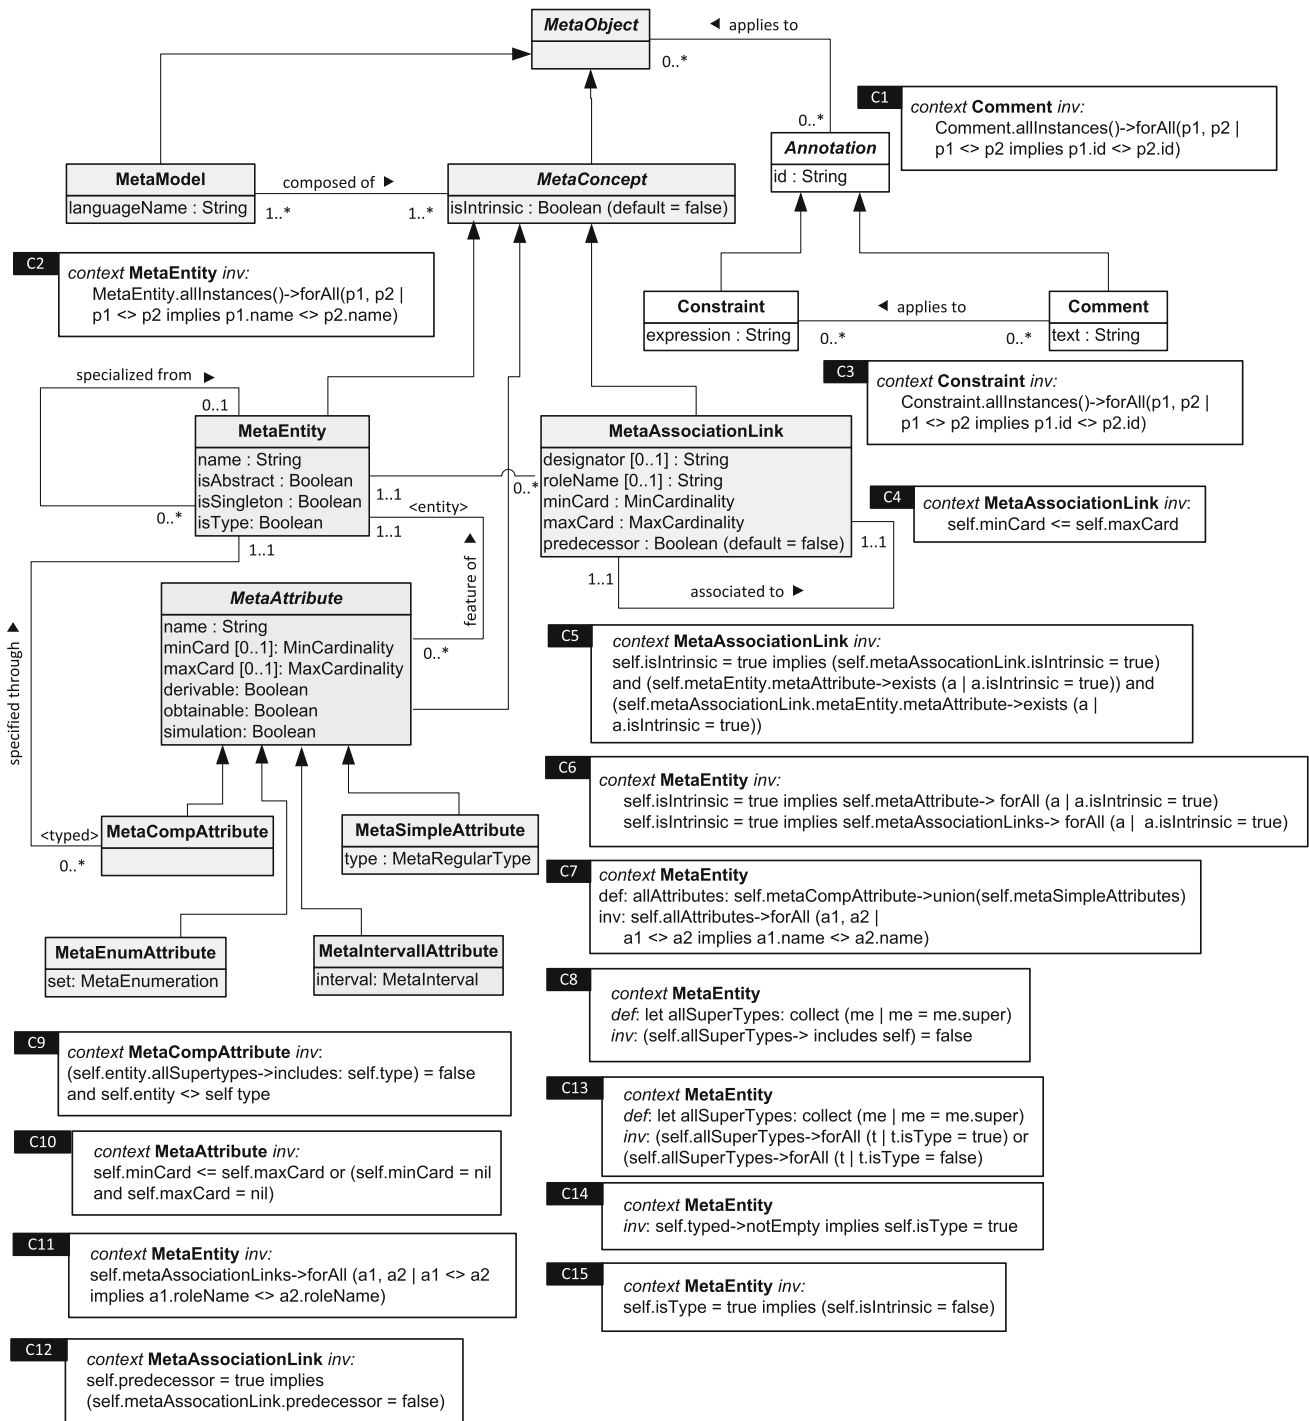 MetaObject
◄ applies to
0..*
0..*
C1
context Comment inv:
Comment.allInstances()->forAll(p1, p2 |
p1 <> p2 implies p1.id <> p2.id)
Annotation
id : String
MetaModel
languageName : String
composed of ►
1..*
1..*
MetaConcept
isIntrinsic : Boolean (default = false)
C2
context MetaEntity inv:
MetaEntity.allInstances()->forAll(p1, p2 |
p1 <> p2 implies p1.name <> p2.name)
Constraint
expression : String
◄ applies to
0..*
0..*
Comment
text : String
C3
context Constraint inv:
Constraint.allInstances()->forAll(p1, p2 |
p1 <> p2 implies p1.id <> p2.id)
specialized from ►
0..1
0..*
MetaEntity
name : String
isAbstract : Boolean
isSingleton : Boolean
isType: Boolean
1..1
0..*
<entity>
1..1
1..1
MetaAssociationLink
designator [0..1] : String
roleName [0..1] : String
minCard : MinCardinality
maxCard : MaxCardinality
predecessor : Boolean (default = false)
1..1
1..1
associated to ►
C4
context MetaAssociationLink inv:
self.minCard <= self.maxCard
feature of ►
0..*
MetaAttribute
name : String
minCard [0..1]: MinCardinality
maxCard [0..1]: MaxCardinality
derivable: Boolean
obtainable: Boolean
simulation: Boolean
C5
context MetaAssociationLink inv:
self.isIntrinsic = true implies (self.metaAssocationLink.isIntrinsic = true)
and (self.metaEntity.metaAttribute->exists (a | a.isIntrinsic = true)) and
(self.metaAssociationLink.metaEntity.metaAttribute->exists (a |
a.isIntrinsic = true))
specified through ►
<typed>
0..*
MetaCompAttribute
MetaSimpleAttribute
type : MetaRegularType
C6
context MetaEntity inv:
self.isIntrinsic = true implies self.metaAttribute-> forAll (a | a.isIntrinsic = true)
self.isIntrinsic = true implies self.metaAssociationLinks-> forAll (a | a.isIntrinsic = true)
C7
context MetaEntity
def: allAttributes: self.metaCompAttribute->union(self.metaSimpleAttributes)
inv: self.allAttributes->forAll (a1, a2 |
a1 <> a2 implies a1.name <> a2.name)
MetaEnumAttribute
set: MetaEnumeration
MetaIntervallAttribute
interval: MetaInterval
C8
context MetaEntity
def: let allSuperTypes: collect (me | me = me.super)
inv: (self.allSuperTypes-> includes self) = false
C9
context MetaCompAttribute inv:
(self.entity.allSupertypes->includes: self.type) = false
and self.entity <> self type
C13
context MetaEntity
def: let allSuperTypes: collect (me | me = me.super)
inv: (self.allSuperTypes->forAll (t | t.isType = true) or
(self.allSuperTypes->forAll (t | t.isType = false)
C10
context MetaAttribute inv:
self.minCard <= self.maxCard or (self.minCard = nil
and self.maxCard = nil)
C14
context MetaEntity
inv: self.typed->notEmpty implies self.isType = true
C11
context MetaEntity inv:
self.metaAssociationLinks->forAll (a1, a2 | a1 <> a2
implies a1.roleName <> a2.roleName)
C15
context MetaEntity inv:
self.isType = true implies (self.isIntrinsic = false)
C12
context MetaAssociationLink inv:
self.predecessor = true implies
(self.metaAssocationLink.predecessor = false)